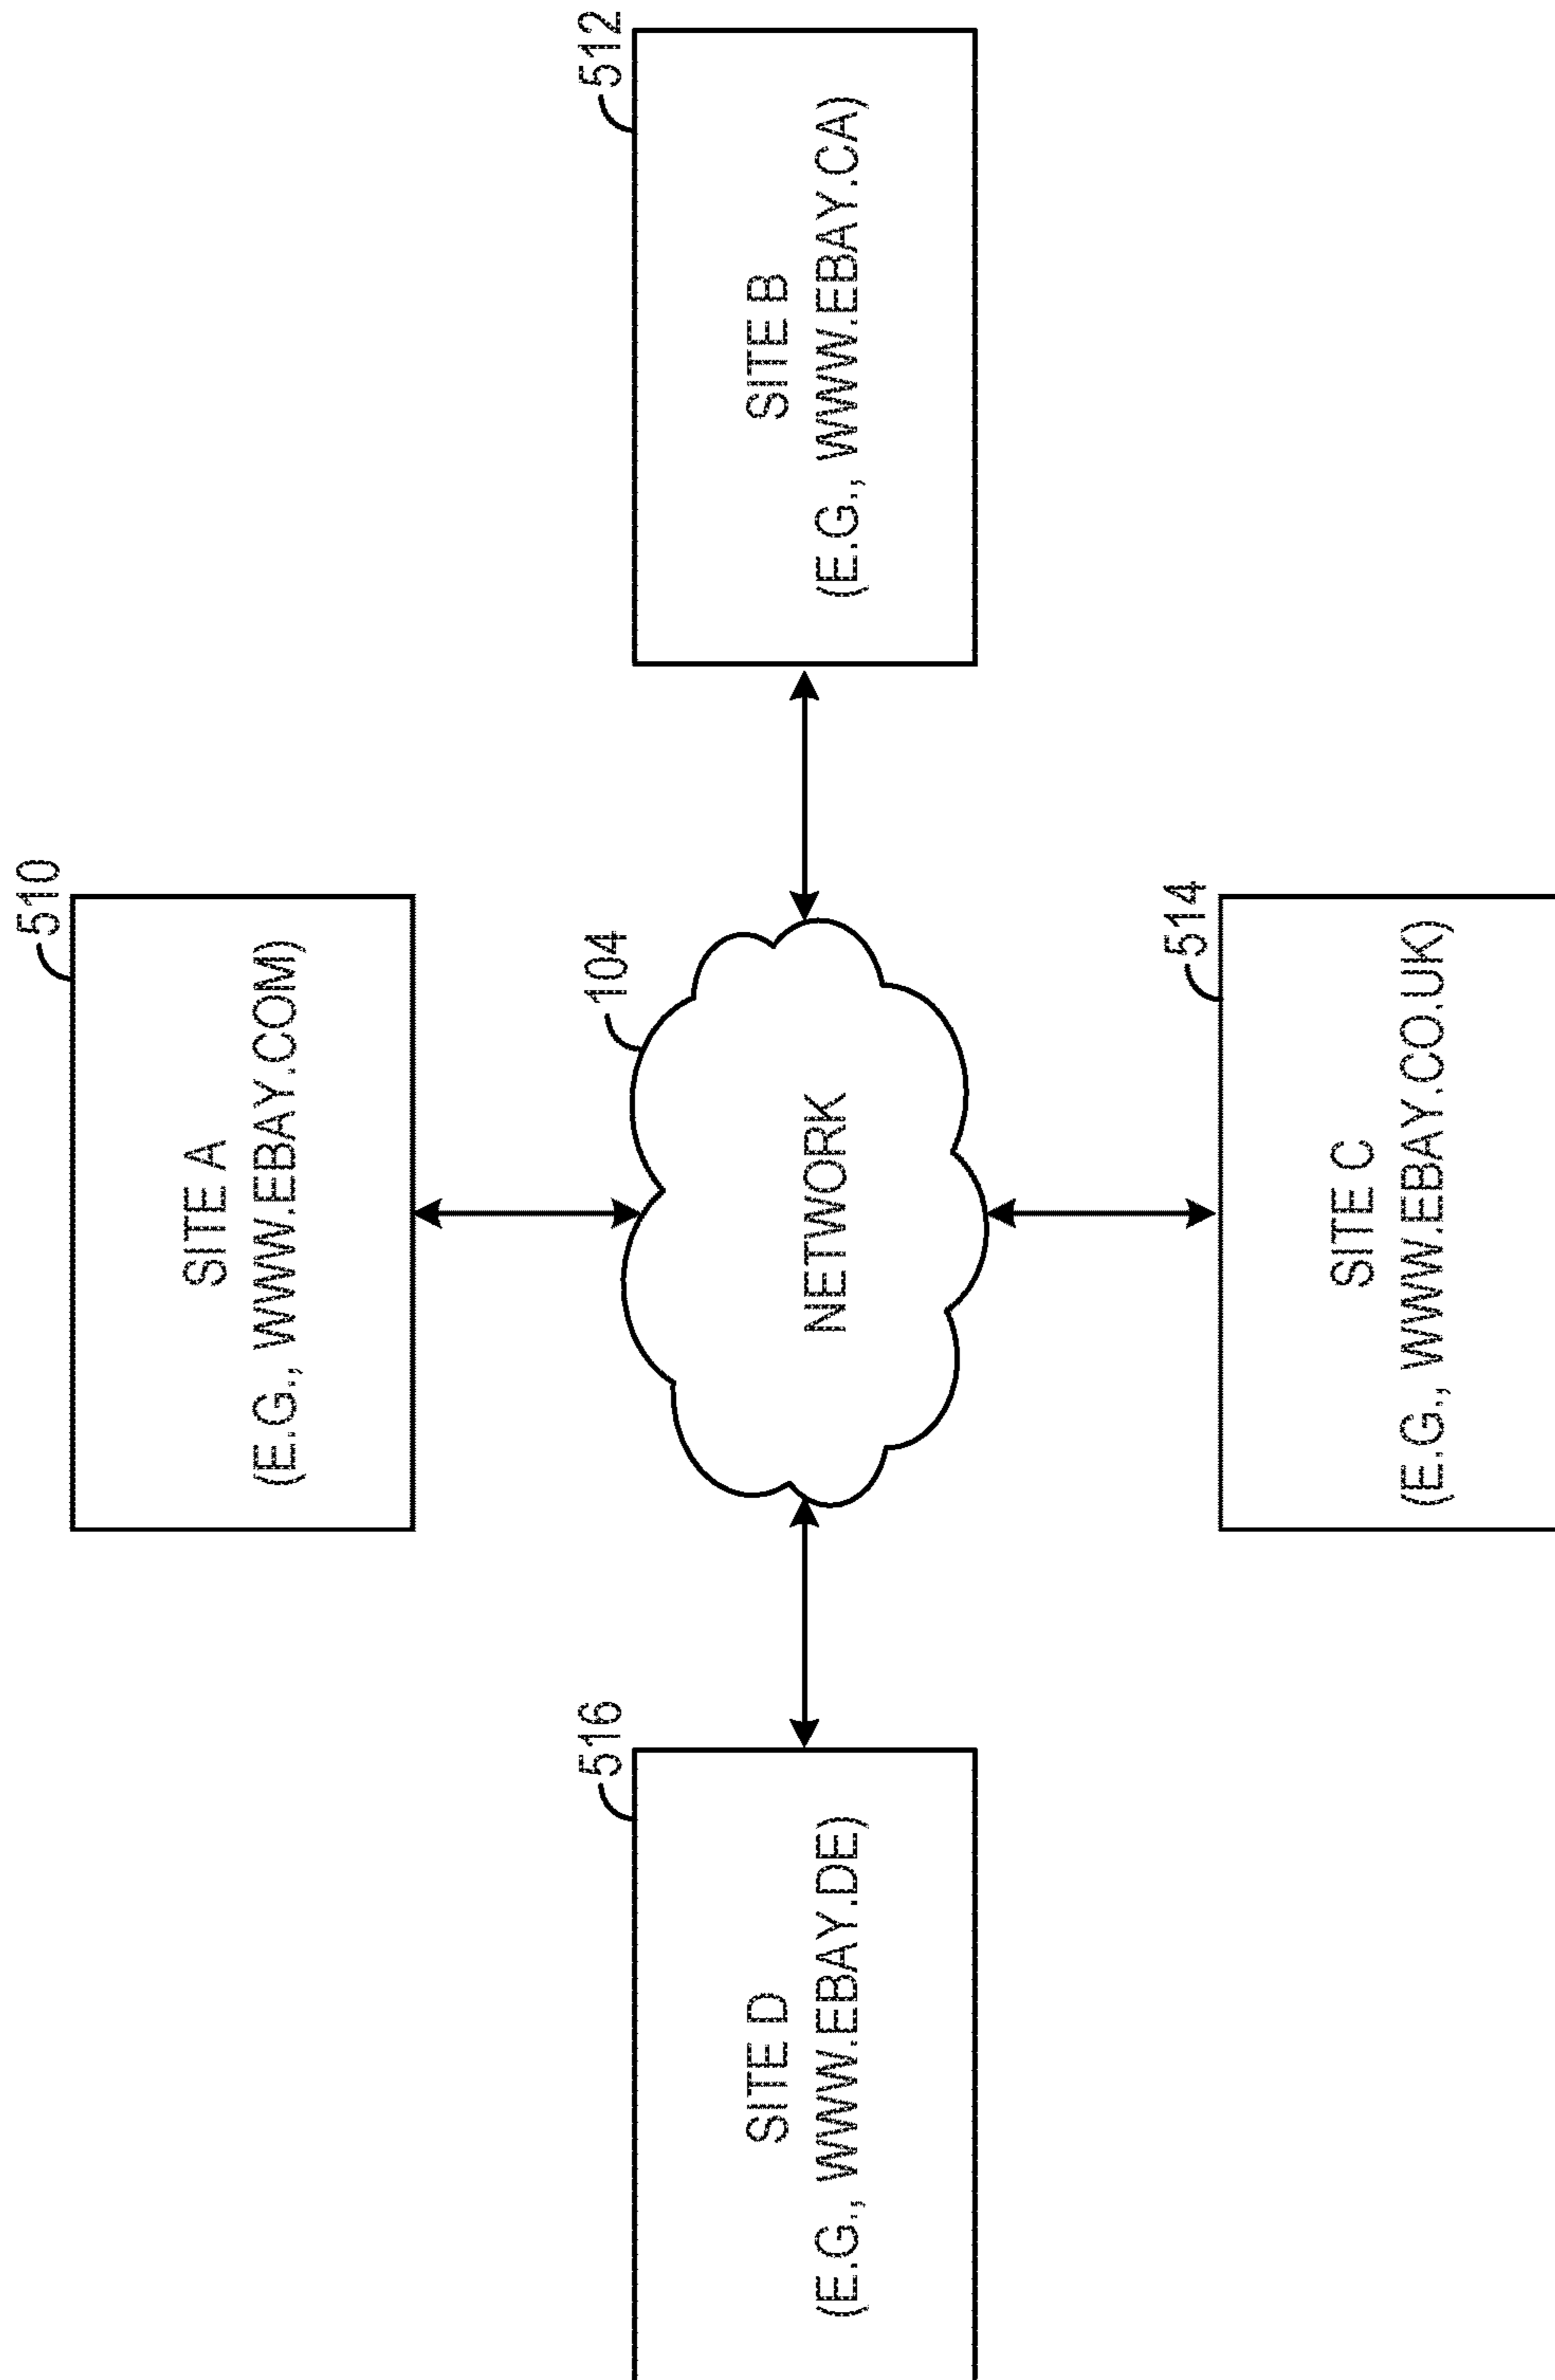 510
SITE A
(E.G., WWW.EBAY.COM)
516
SITE D
(E.G., WWW.EBAY.DE)
104
NETWORK
512
SITE B
(E.G., WWW.EBAY.CA)
514
SITE C
(E.G., WWW.EBAY.CO.UK)